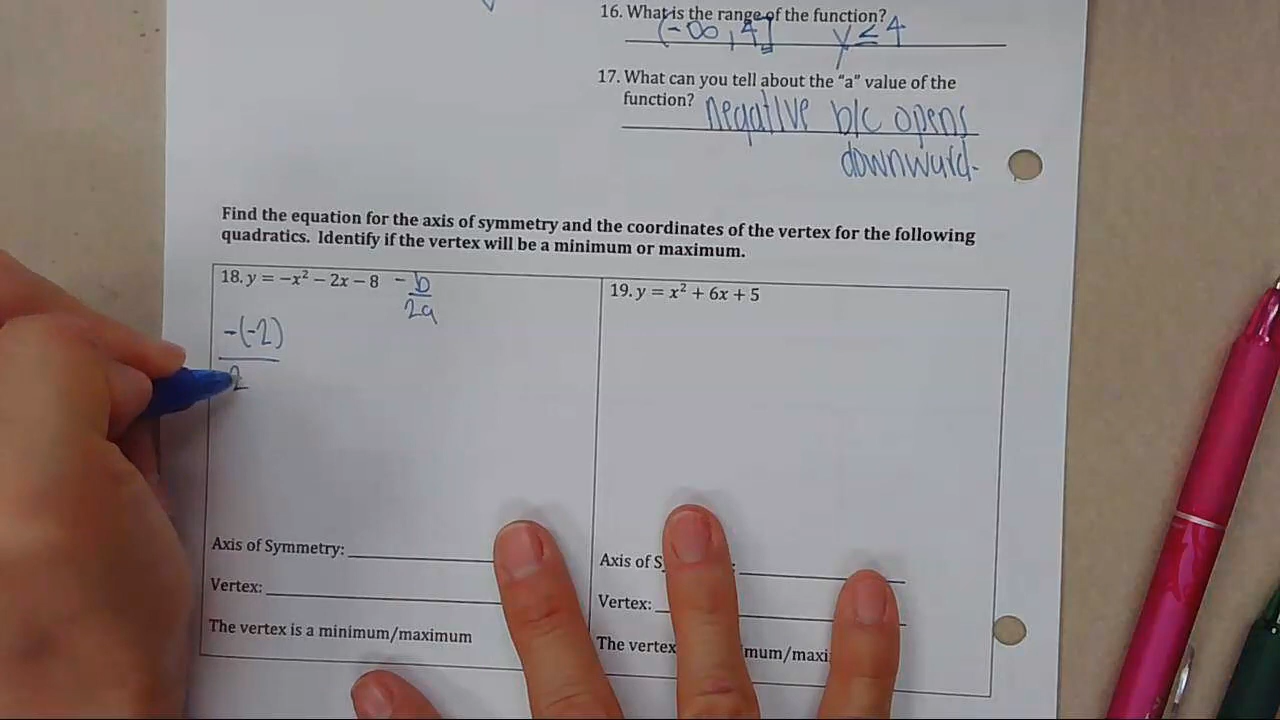 16. What is the range of the function?
(-∞, 4] y ≤ 4
17. What can you tell about the "a" value of the
function? negative b/c opens
downward.
Find the equation for the axis of symmetry and the coordinates of the vertex for the following
quadratics. Identify if the vertex will be a minimum or maximum.
18. y = −x² − 2x − 8 -b/2a
-(-2)
2
Axis of Symmetry:
Vertex:
The vertex is a minimum/maximum
19. y = x² + 6x + 5
Axis of S
Vertex:
The vertex mum/maxi